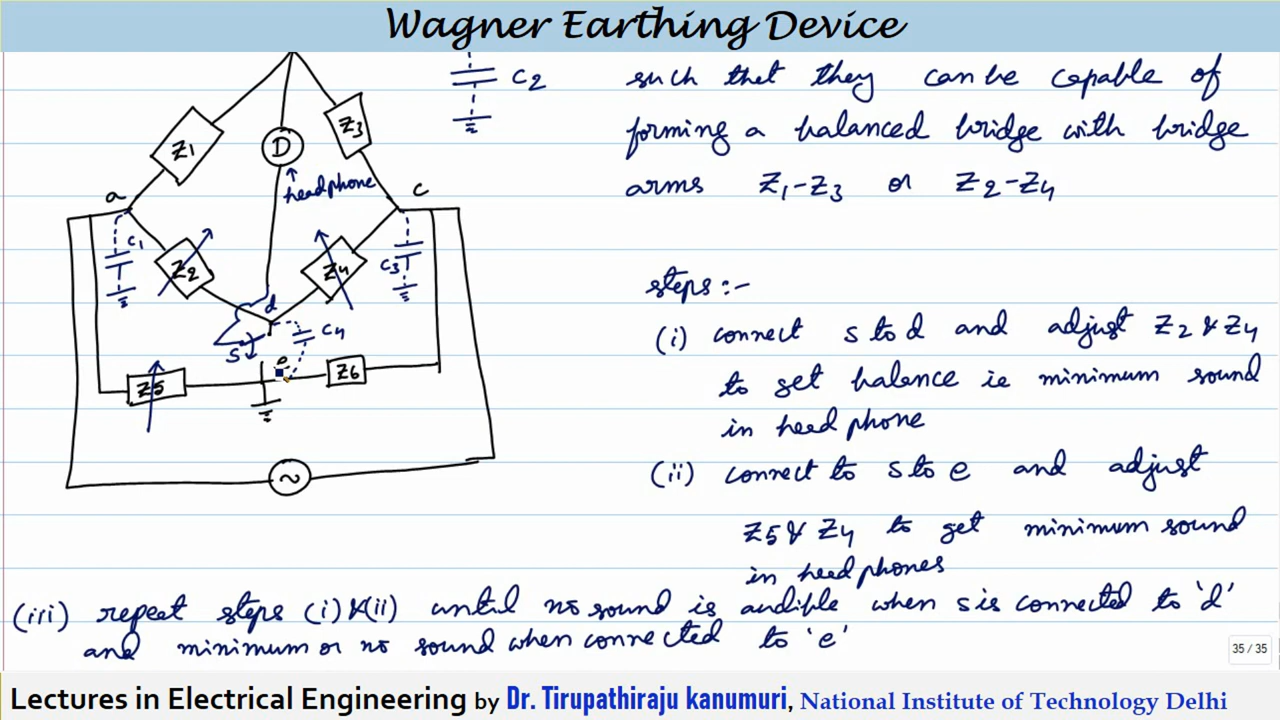 Wagner Earthing Device
C2
such that they can be capable of
forming a balanced bridge with bridge
arms Z1-Z3 or Z2-Z4
Z1
D
Z3
headphone
a
c
C1
Z2
Z4
C3
d
C4
S
e
Z5
Z6
steps :-
(i) connect s to d and adjust Z2 & Z4
to get balance ie minimum sound
in head phone
(ii) connect to s to e and adjust
Z5 & Z4 to get minimum sound
in head phones
(iii) repeat steps (i) & (ii) until no sound is audible when s is connected to 'd'
and minimum or no sound when connected to 'e'
35 / 35
Lectures in Electrical Engineering by Dr. Tirupathiraju kanumuri, National Institute of Technology Delhi